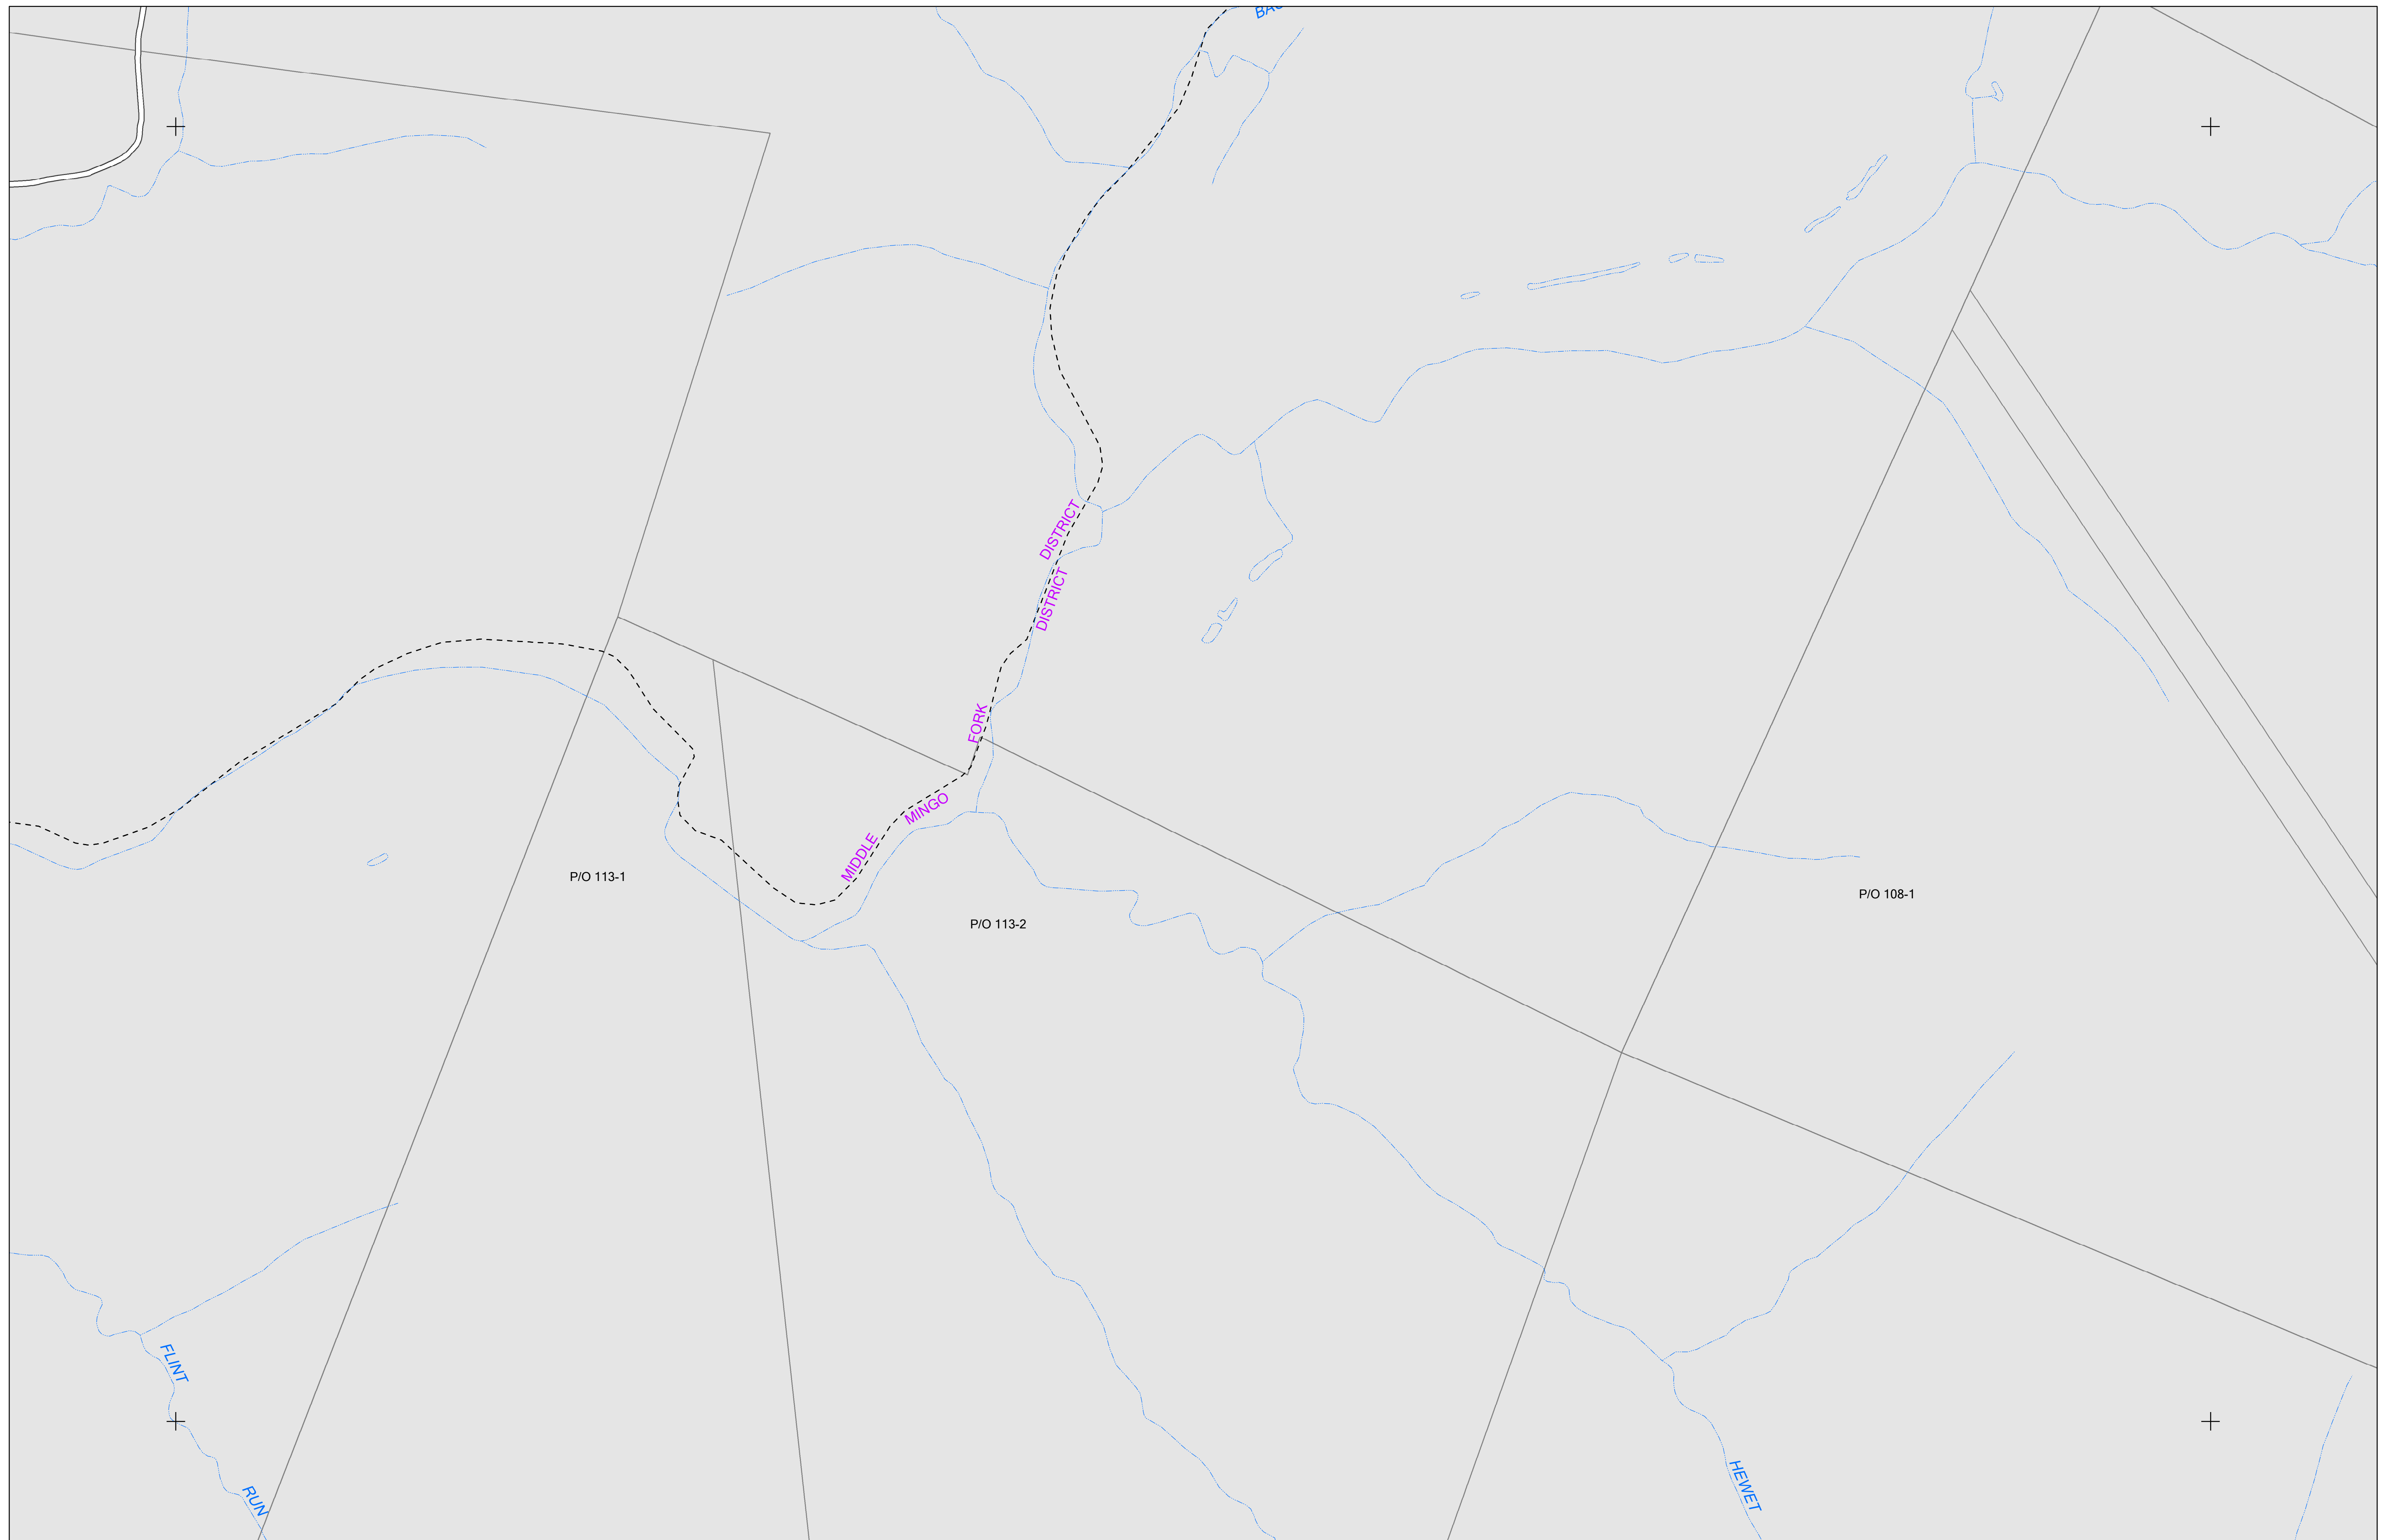 DISTRICT
DISTRICT
FORK
MINGO
MIDDLE
P/O 113-1
P/O 113-2
P/O 108-1
FLINT
RUN
HEWET